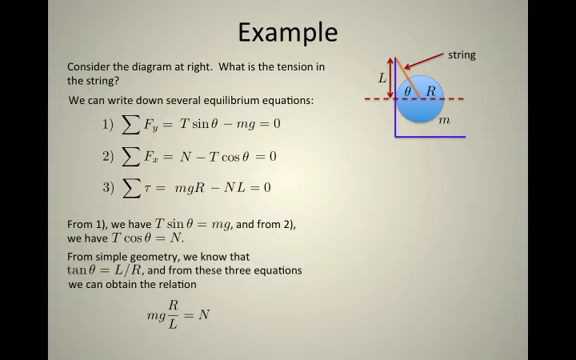 Example
Consider the diagram at right. What is the tension in
the string?
We can write down several equilibrium equations:
1) ∑ F_y = T sin θ − mg = 0
2) ∑ F_x = N − T cos θ = 0
3) ∑ τ = mgR − NL = 0
From 1), we have T sin θ = mg, and from 2),
we have T cos θ = N.
From simple geometry, we know that
tan θ = L/R, and from these three equations
we can obtain the relation
mg R/L = N
string
L
θ R
m